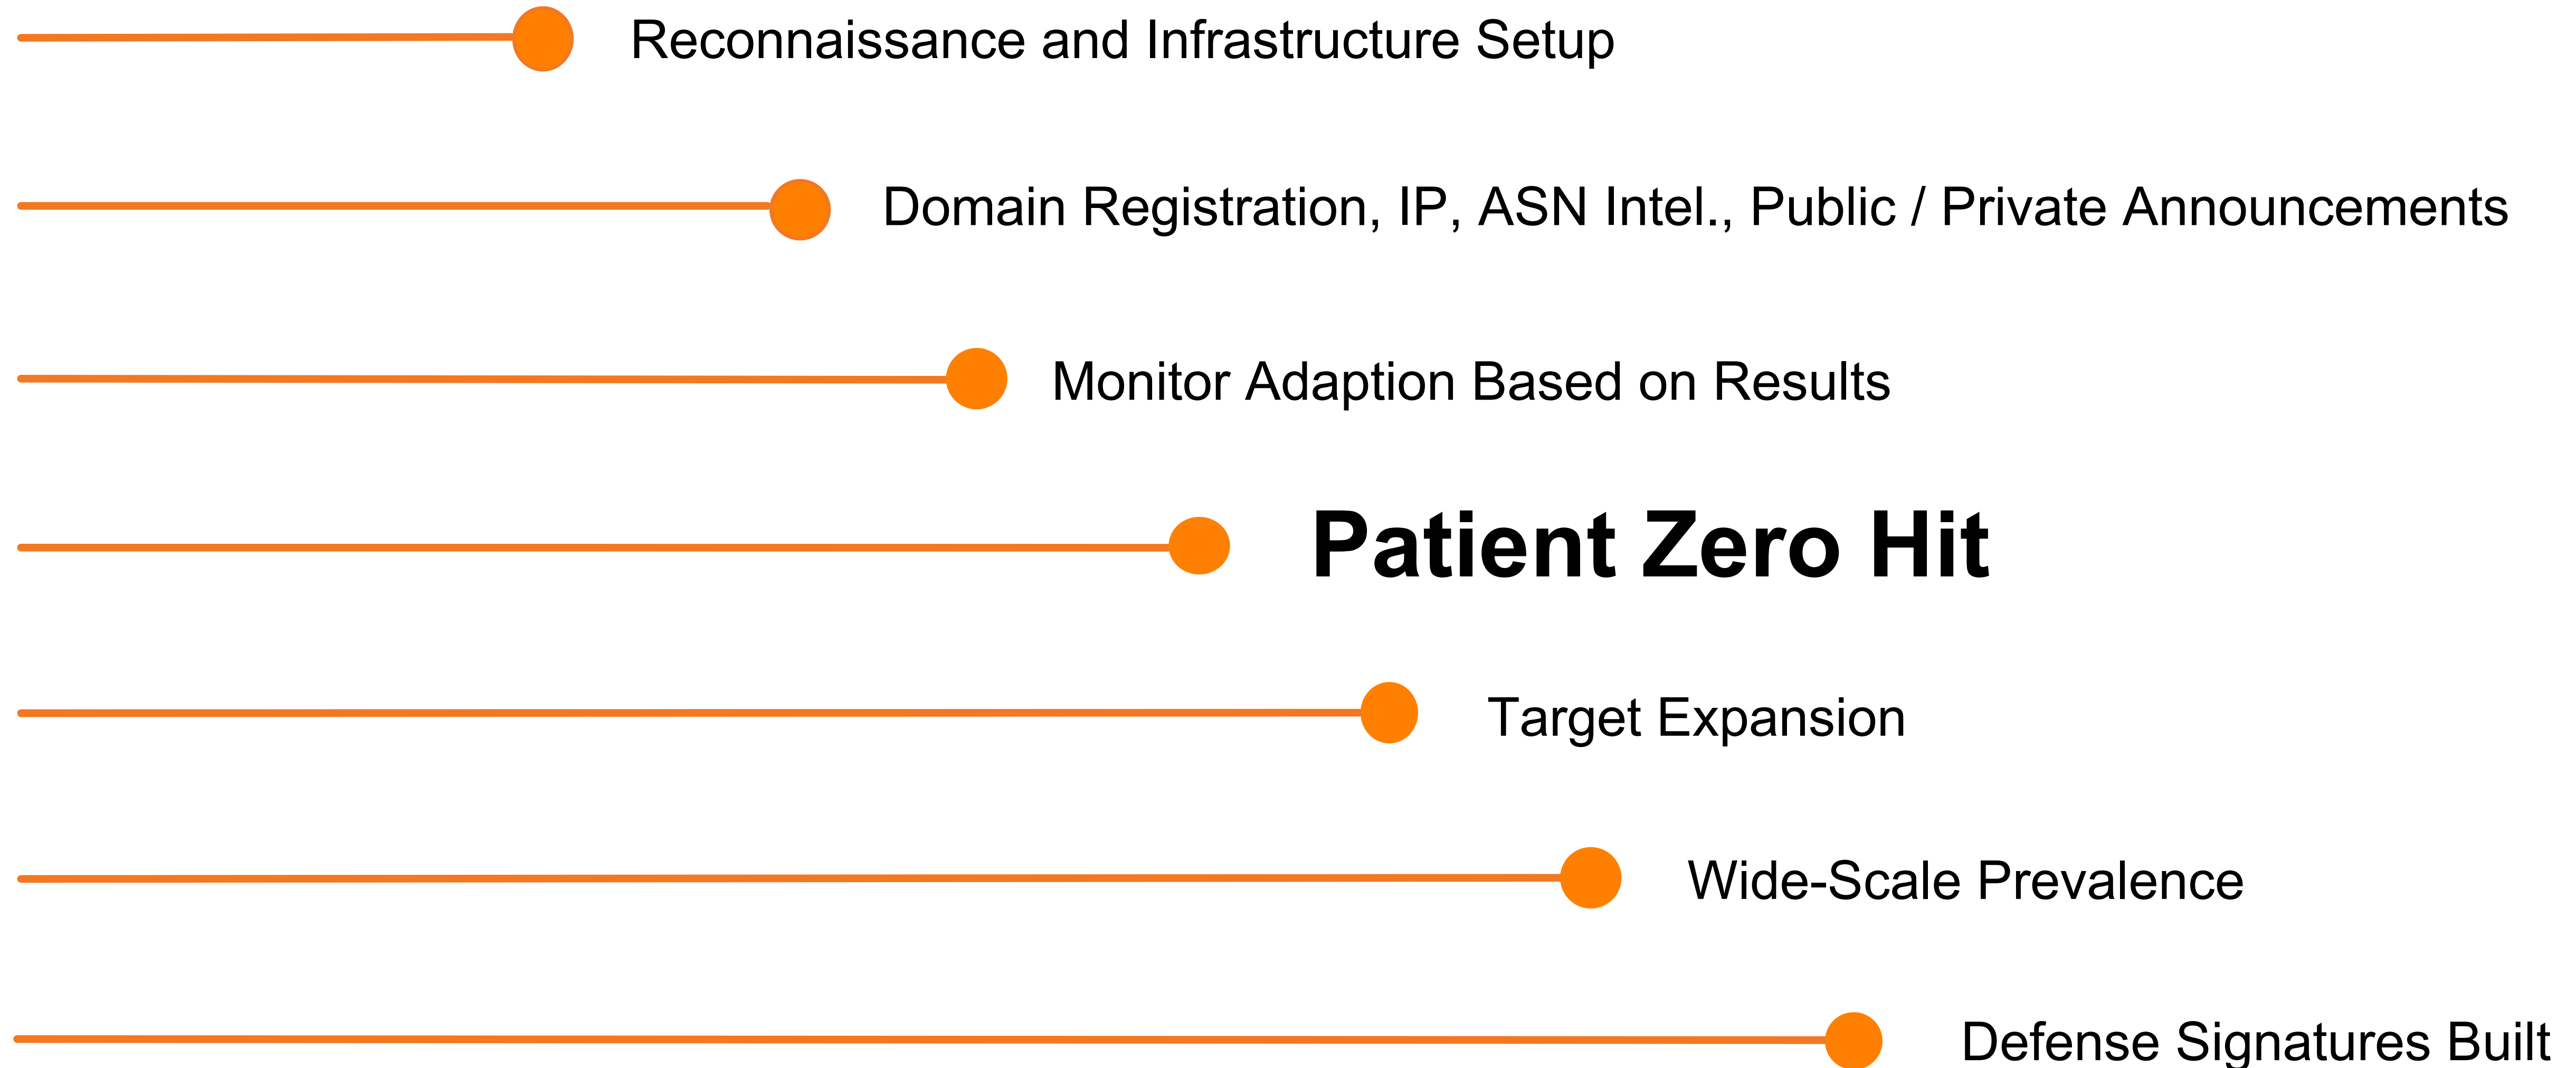 Reconnaissance and Infrastructure Setup
Domain Registration, IP, ASN Intel., Public / Private Announcements
Monitor Adaption Based on Results
Patient Zero Hit
Target Expansion
Wide-Scale Prevalence
Defense Signatures Built